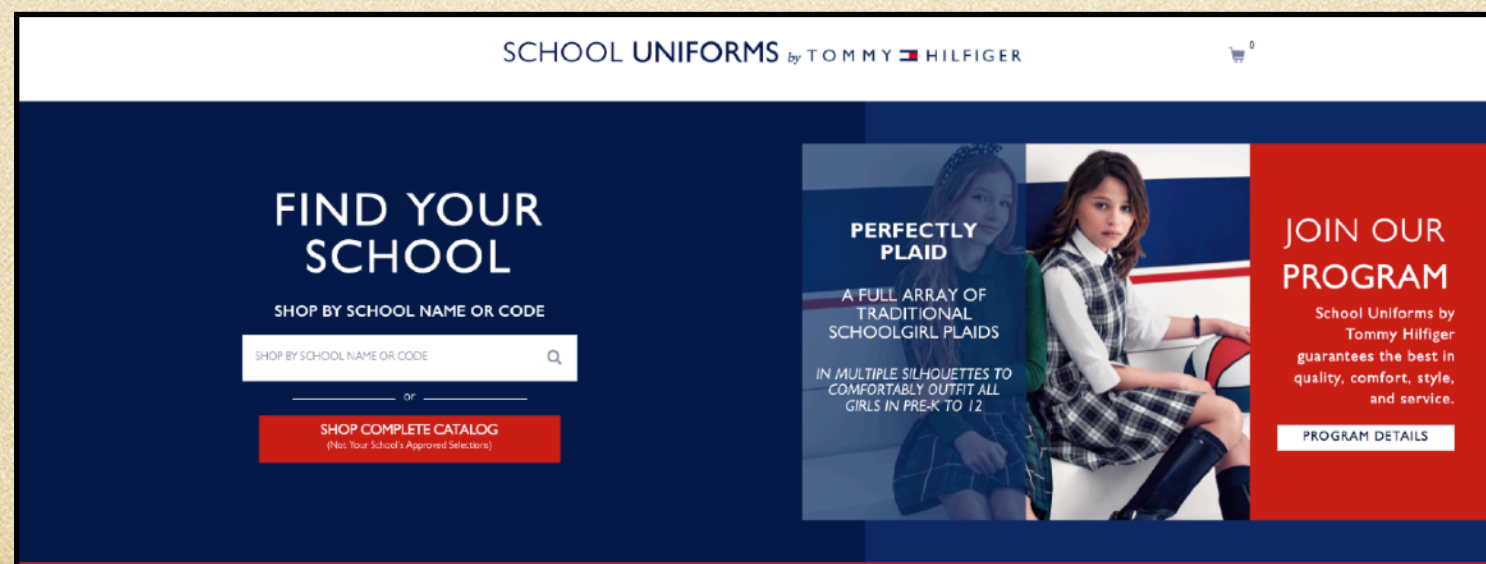 SCHOOL UNIFORMS by TOMMY HILFIGER
0
FIND YOUR
SCHOOL
SHOP BY SCHOOL NAME OR CODE
SHOP BY SCHOOL NAME OR CODE
or
SHOP COMPLETE CATALOG
(Not Your School's Approved Selections)
PERFECTLY
PLAID
A FULL ARRAY OF
TRADITIONAL
SCHOOLGIRL PLAIDS
IN MULTIPLE SILHOUETTES TO
COMFORTABLY OUTFIT ALL
GIRLS IN PRE-K TO 12
JOIN OUR
PROGRAM
School Uniforms by
Tommy Hilfiger
guarantees the best in
quality, comfort, style,
and service.
PROGRAM DETAILS